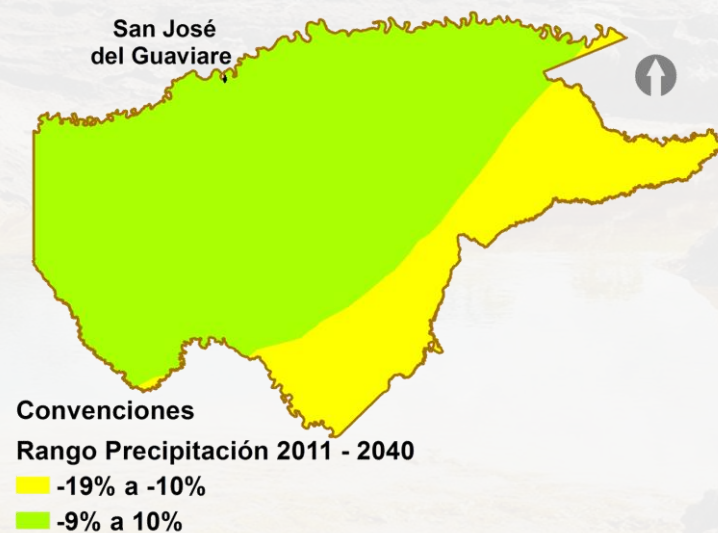 San José
del Guaviare
Convenciones
Rango Precipitación 2011 - 2040
-19% a -10%
-9% a 10%